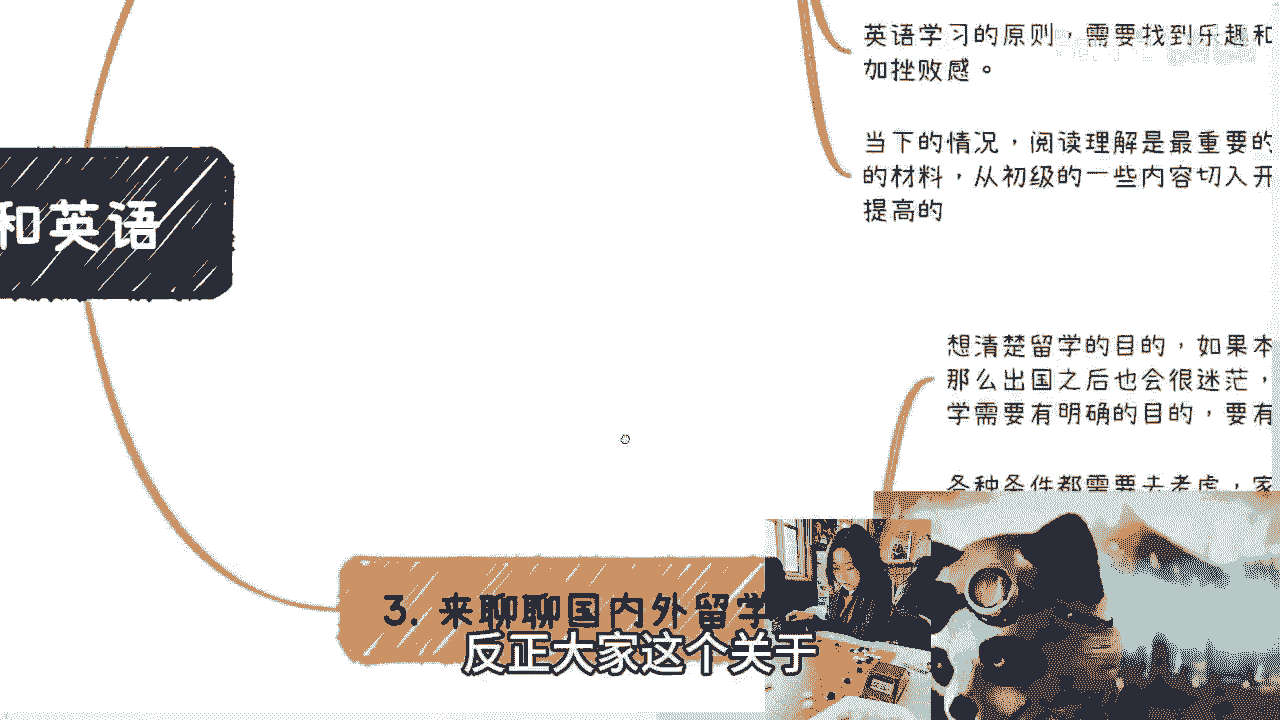 英语学习的原则，需要找到乐趣和
加挫败感。
当下的情况，阅读理解是最重要的
的材料，从初级的一些内容切入开
提高的
和英语
想清楚留学的目的，如果本
那么出国之后也会很迷茫，
学需要有明确的目的，要有
各种条件都需要去考虑，家
3. 来聊聊国内外留学
反正大家这个关于